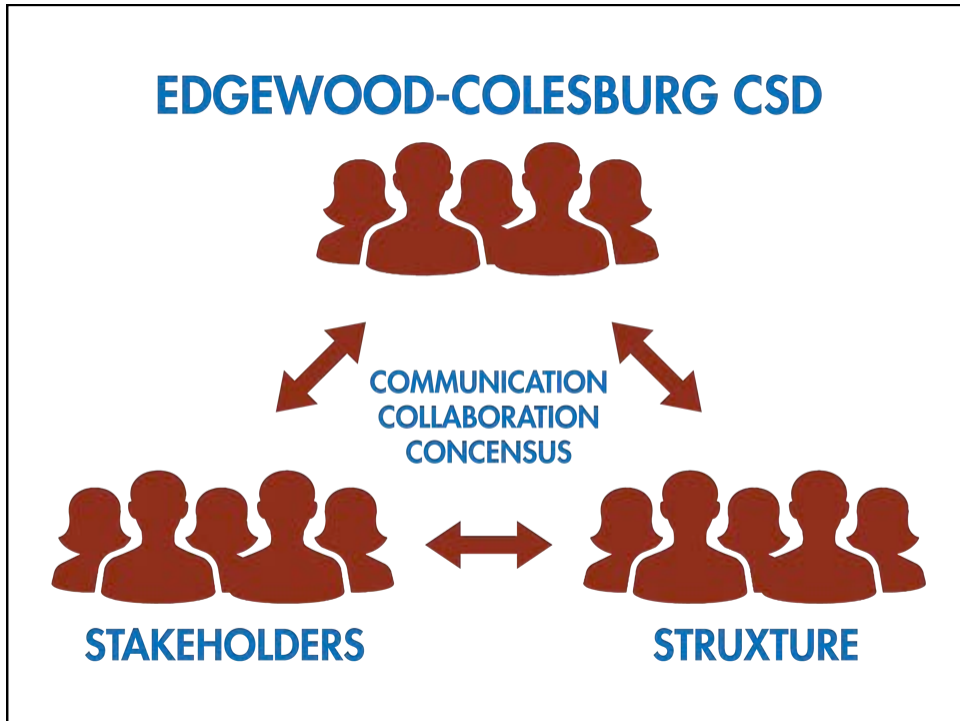 EDGEWOOD-COLESBURG CSD
COMMUNICATION
COLLABORATION
CONCENSUS
STAKEHOLDERS
STRUXTURE